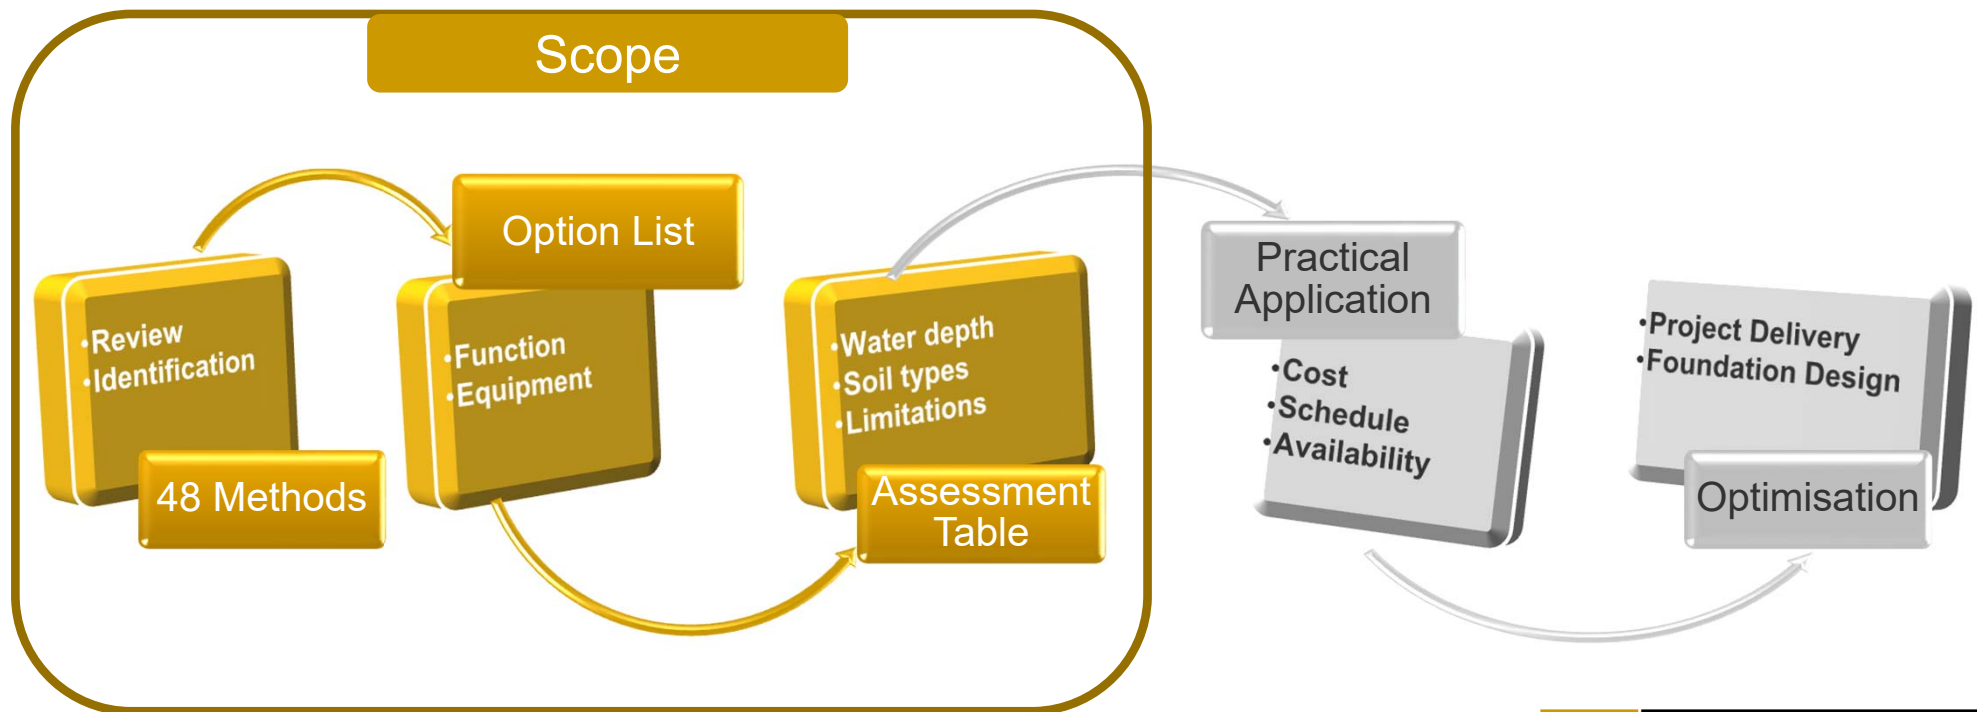 Scope
•Review
•Identification
48 Methods
Option List
•Function
•Equipment
•Water depth
•Soil types
•Limitations
Assessment
Table
Practical
Application
•Cost
•Schedule
•Availability
•Project Delivery
•Foundation Design
Optimisation